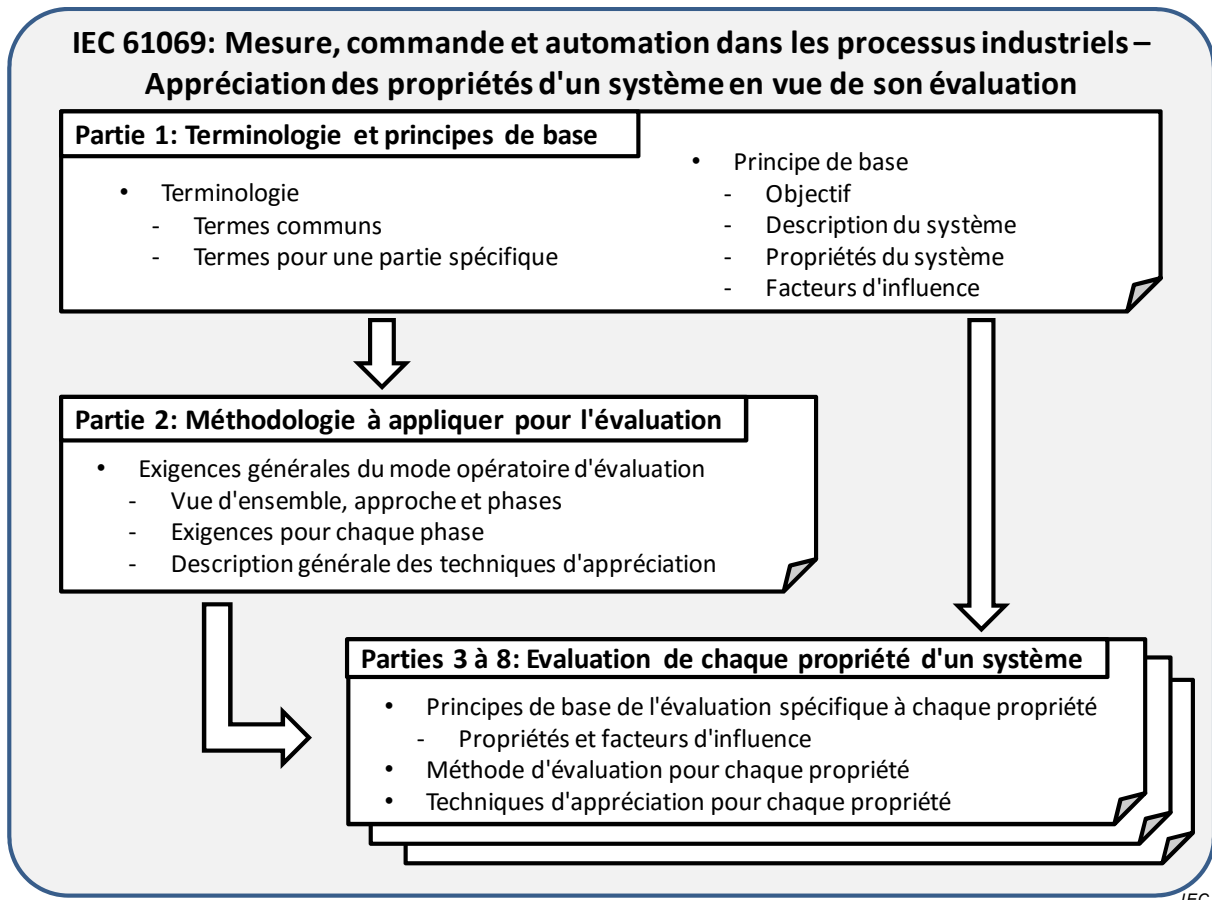 IEC 61069: Mesure, commande et automation dans les processus industriels –
Appréciation des propriétés d'un système en vue de son évaluation
Partie 1: Terminologie et principes de base
• Terminologie
- Termes communs
- Termes pour une partie spécifique
• Principe de base
- Objectif
- Description du système
- Propriétés du système
- Facteurs d'influence
Partie 2: Méthodologie à appliquer pour l'évaluation
• Exigences générales du mode opératoire d'évaluation
- Vue d'ensemble, approche et phases
- Exigences pour chaque phase
- Description générale des techniques d'appréciation
Parties 3 à 8: Evaluation de chaque propriété d'un système
• Principes de base de l'évaluation spécifique à chaque propriété
- Propriétés et facteurs d'influence
• Méthode d'évaluation pour chaque propriété
• Techniques d'appréciation pour chaque propriété
IEC